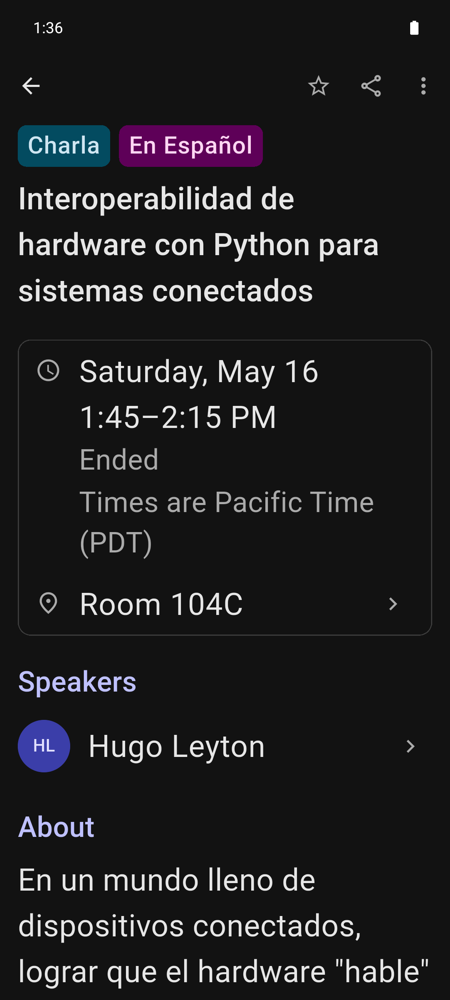 1:36
Charla En Español
Interoperabilidad de
hardware con Python para
sistemas conectados
Saturday, May 16
1:45–2:15 PM
Ended
Times are Pacific Time
(PDT)
Room 104C
Speakers
HL Hugo Leyton
About
En un mundo lleno de
dispositivos conectados,
lograr que el hardware "hable"